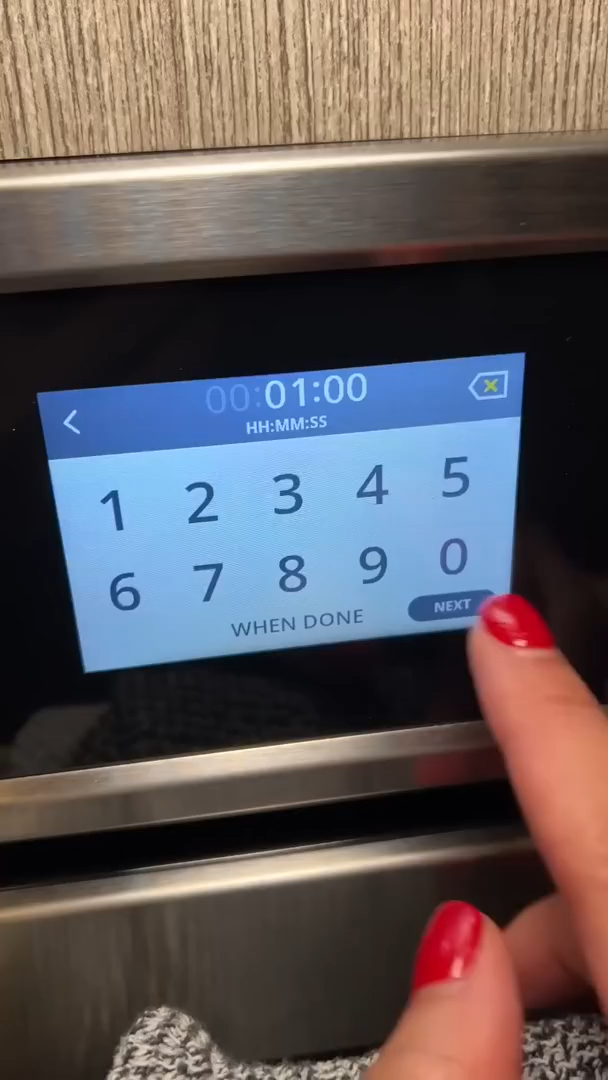 00:01:00
HH:MM:SS
1 2 3 4 5
6 7 8 9 0
WHEN DONE
NEXT